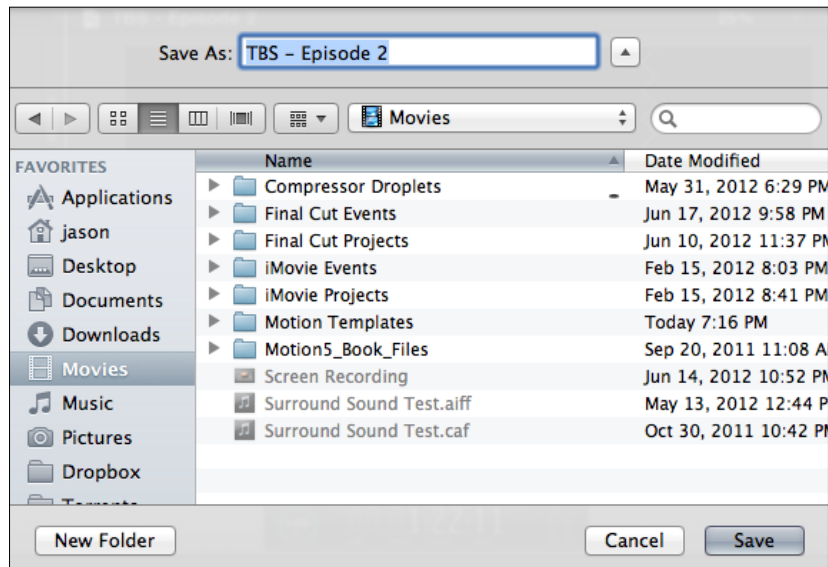 Save As: TBS – Episode 2
Movies
FAVORITES
Applications
jason
Desktop
Documents
Downloads
Movies
Music
Pictures
Dropbox
Name Date Modified
Compressor Droplets May 31, 2012 6:29 PM
Final Cut Events Jun 17, 2012 9:58 PM
Final Cut Projects Jun 10, 2012 11:37 PM
iMovie Events Feb 15, 2012 8:03 PM
iMovie Projects Feb 15, 2012 8:41 PM
Motion Templates Today 7:16 PM
Motion5_Book_Files Sep 20, 2011 11:08 A
Screen Recording Jun 14, 2012 10:52 PM
Surround Sound Test.aiff May 13, 2012 12:44 P
Surround Sound Test.caf Oct 30, 2011 10:42 PM
New Folder Cancel Save